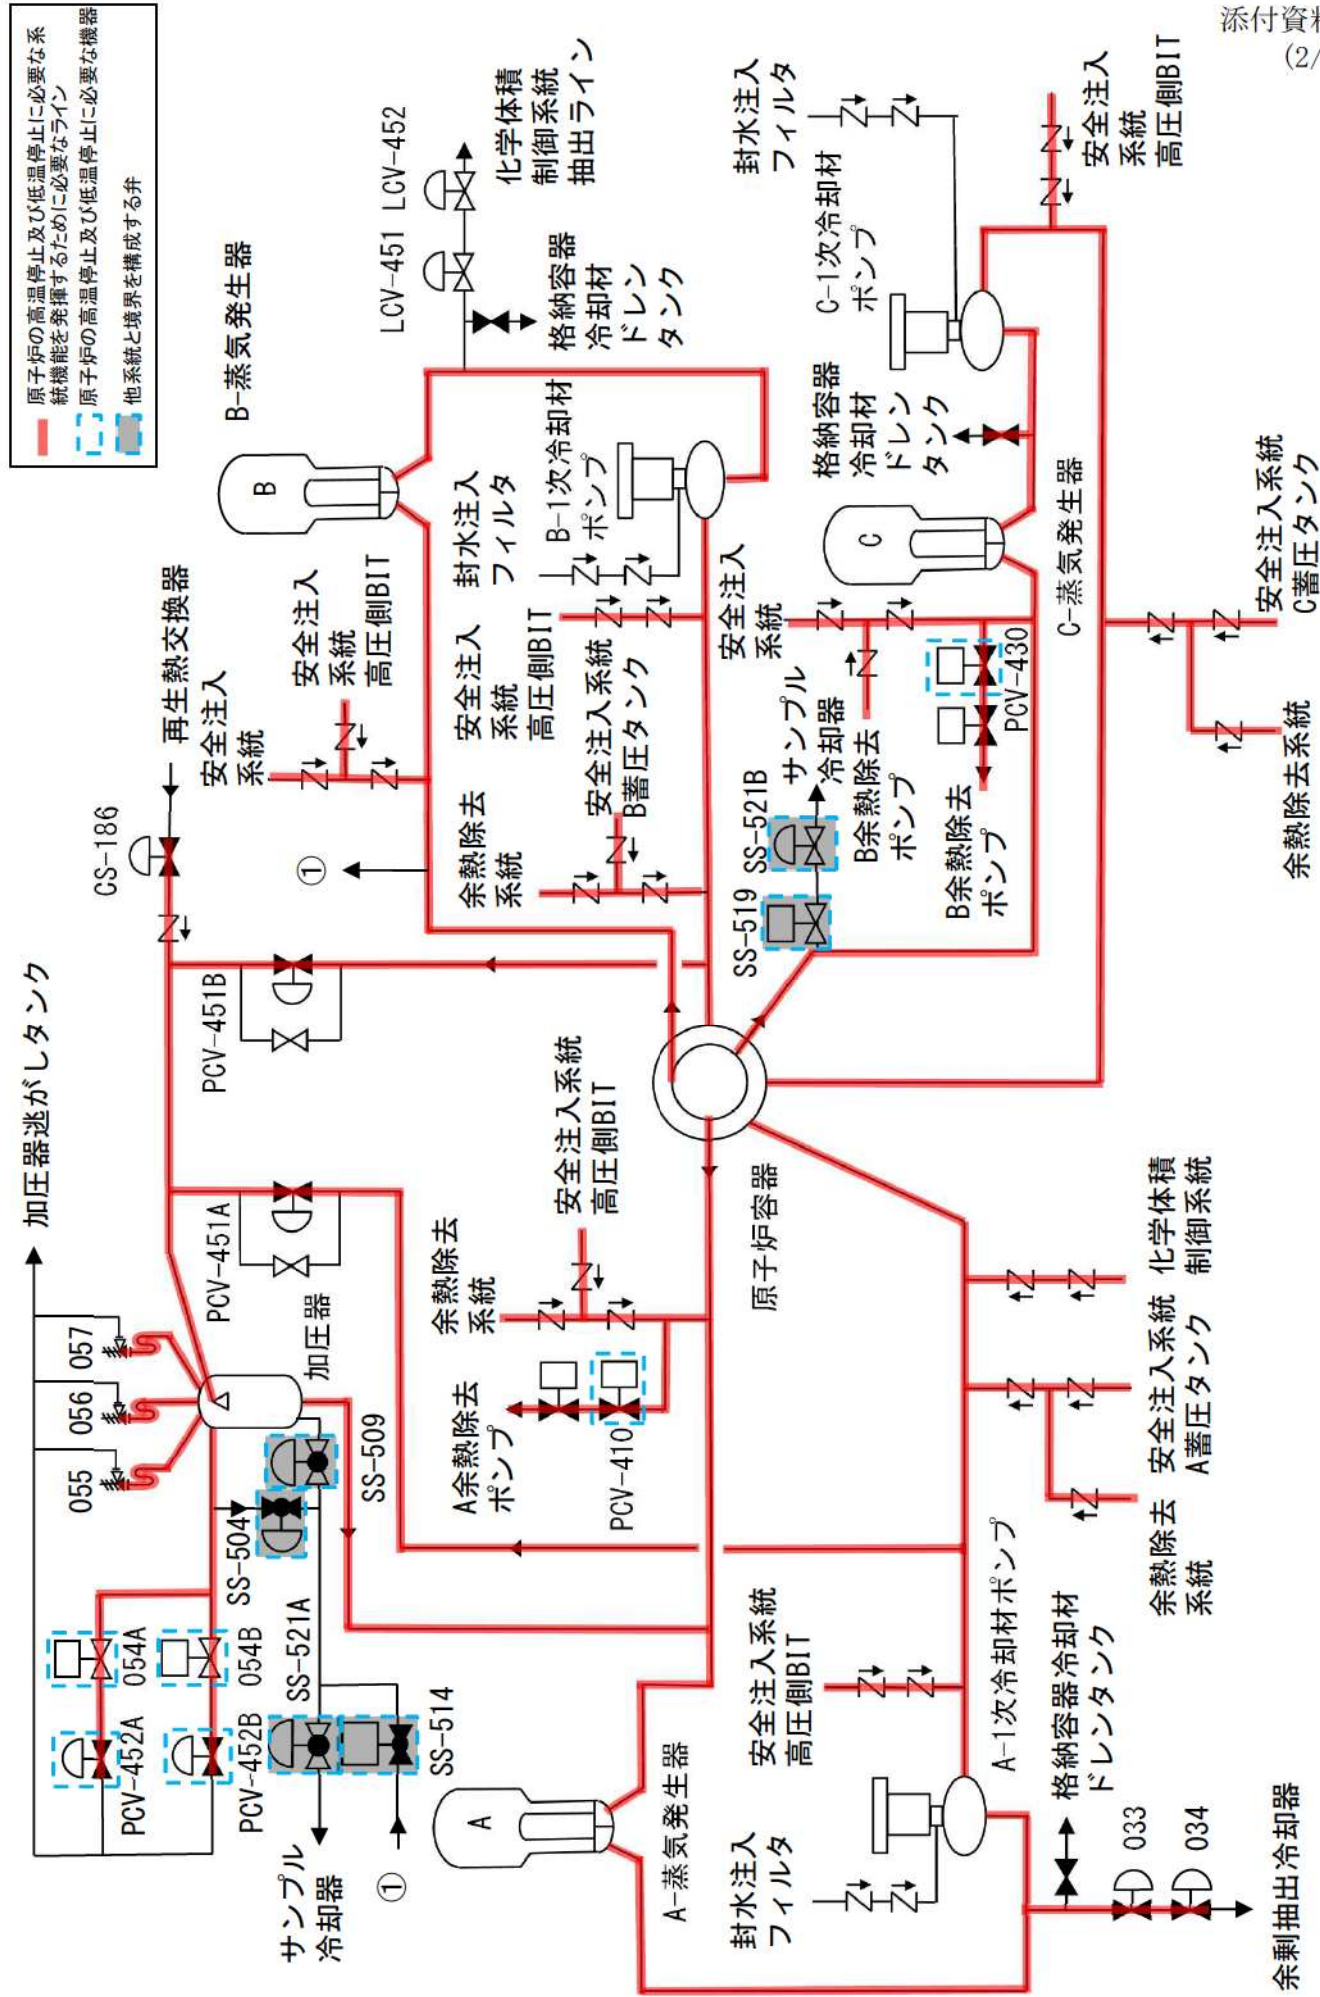 添付資料
(2/
原子炉の高温停止及び低温停止に必要な系
統機能を発揮するために必要なライン
原子炉の高温停止及び低温停止に必要な機器
他系統と境界を構成する弁
加圧器逃がしタンク
055
056
057
054A
054B
PCV-452A
PCV-452B
SS-504
SS-509
SS-521A
SS-514
サンプル
冷却器
①
加圧器
PCV-451A
PCV-451B
CS-186
再生熱交換器
安全注入
系統
安全注入
系統
高圧側BIT
①
B-蒸気発生器
B
LCV-451
LCV-452
化学体積
制御系統
抽出ライン
格納容器
冷却材
ドレン
タンク
B-1次冷却材
ポンプ
封水注入
フィルタ
安全注入
系統
高圧側BIT
安全注入系統
B蓄圧タンク
余熱除去
系統
余熱除去
系統
安全注入系統
高圧側BIT
A余熱除去
ポンプ
PCV-410
原子炉容器
SS-519
SS-521B
サンプル
冷却器
安全注入
系統
B余熱除去
ポンプ
B余熱除去
ポンプ
PCV-430
C
C-蒸気発生器
格納容器
冷却材
ドレン
タンク
C-1次冷却材
ポンプ
封水注入
フィルタ
安全注入
系統
高圧側BIT
安全注入系統
C蓄圧タンク
余熱除去系統
A
A-蒸気発生器
封水注入
フィルタ
安全注入系統
高圧側BIT
A-1次冷却材ポンプ
格納容器冷却材
ドレンタンク
033
034
余剰抽出冷却器
余熱除去
系統
安全注入系統
A蓄圧タンク
化学体積
制御系統